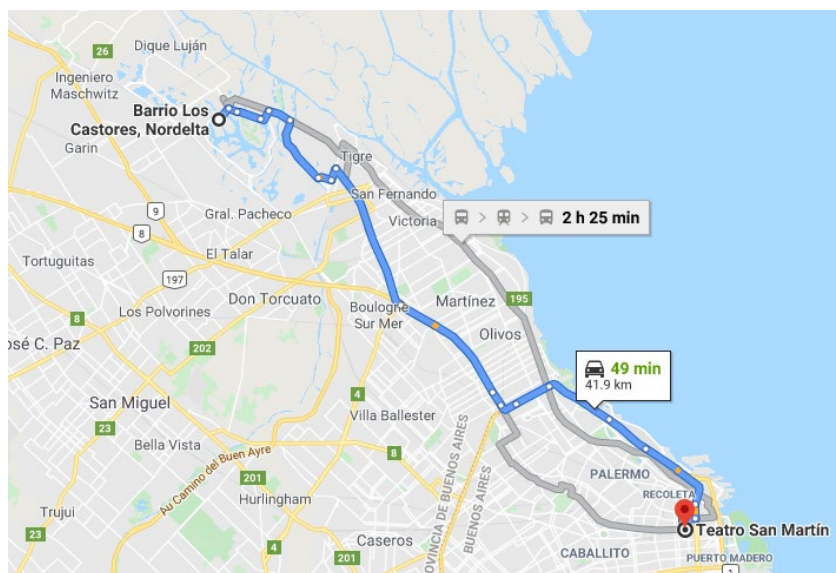 26
Dique Luján
Ingeniero
Maschwitz
Barrio Los
Castores, Nordelta
Garin
Tigre
San Fernando
9
Gral. Pacheco
Victoria
2 h 25 min
8
El Talar
Tortuguitas
197
Don Torcuato
Martínez
195
Los Polvorines
Boulogne
Sur Mer
8
Olivos
osé C. Paz
202
49 min
41.9 km
4
San Miguel
Villa Ballester
23
Bella Vista
8
Au Camino del Buen Ayre
201
PALERMO
Hurlingham
4
RECOLETA
Trujui
PROVINCIA DE BUENOS AIRES
BUENOS AIRES
23
Caseros
Teatro San Martín
201
CABALLITO
PUERTO MADERO
1